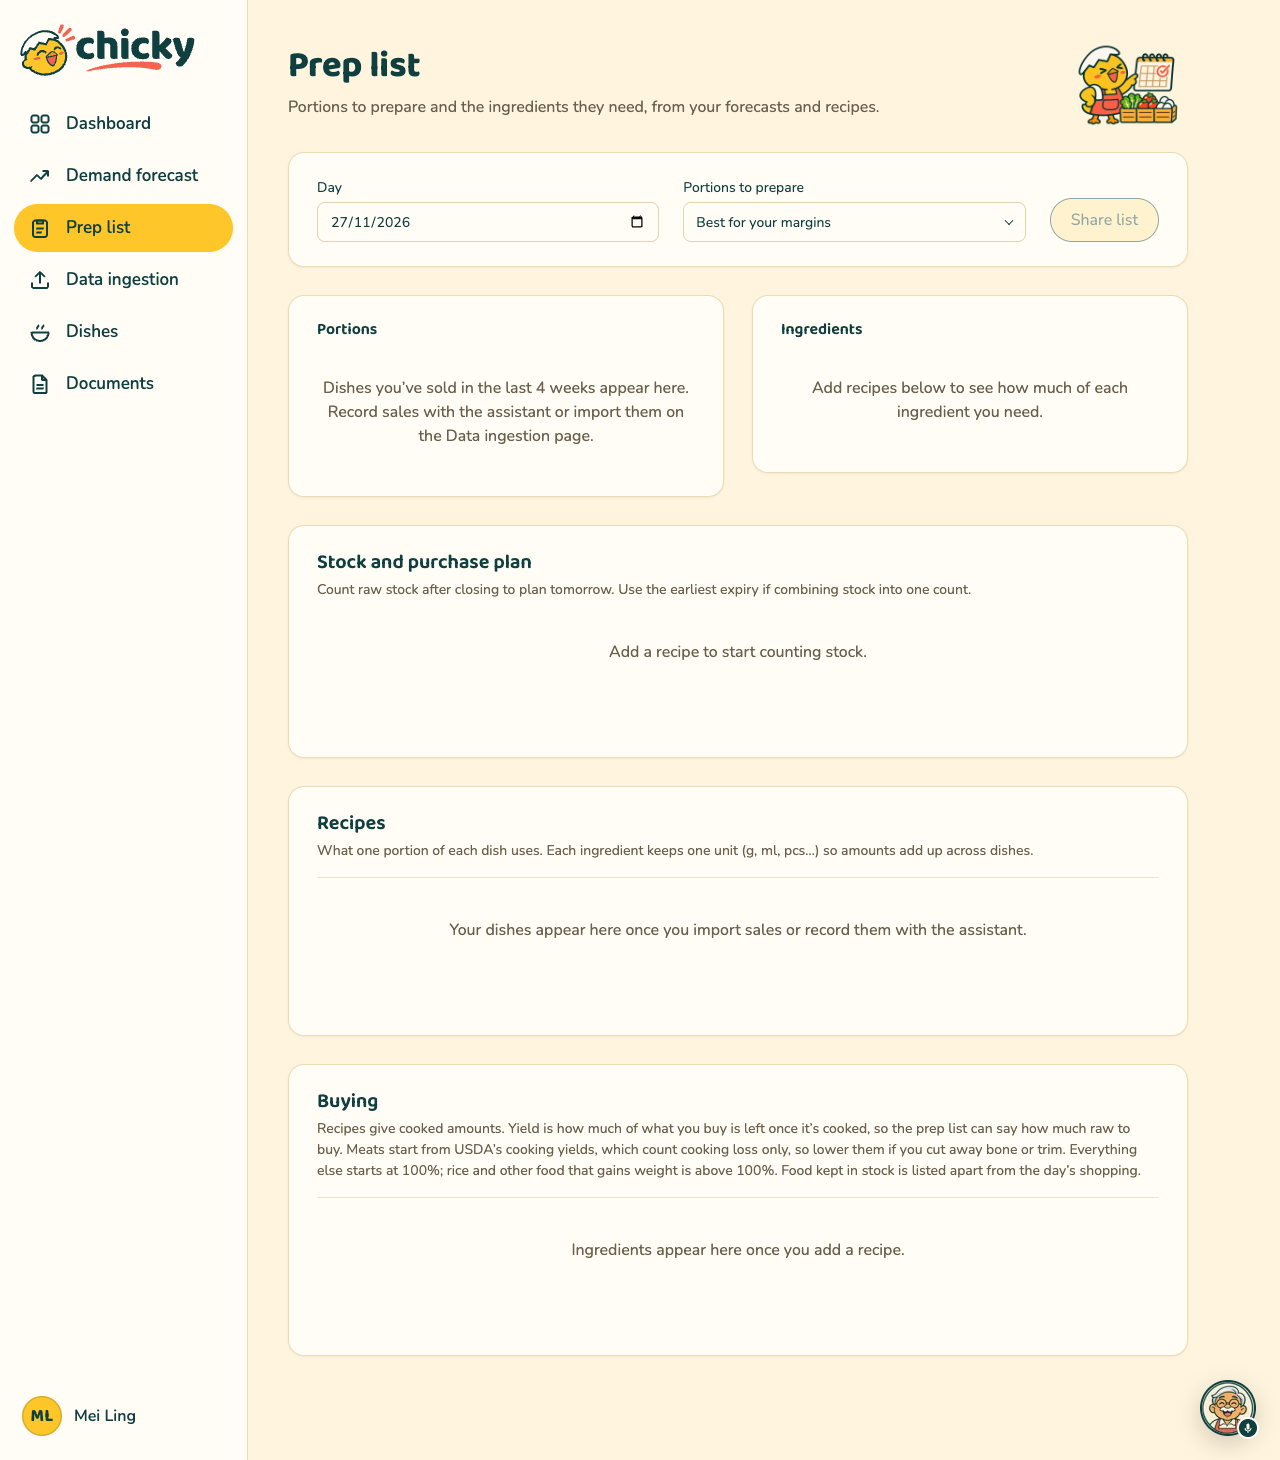 chicky
Dashboard
Demand forecast
Prep list
Data ingestion
Dishes
Documents
ML
Mei Ling
Prep list
Portions to prepare and the ingredients they need, from your forecasts and recipes.
Day
27/11/2026
Portions to prepare
Best for your margins
Share list
Portions
Dishes you’ve sold in the last 4 weeks appear here.
Record sales with the assistant or import them on
the Data ingestion page.
Ingredients
Add recipes below to see how much of each
ingredient you need.
Stock and purchase plan
Count raw stock after closing to plan tomorrow. Use the earliest expiry if combining stock into one count.
Add a recipe to start counting stock.
Recipes
What one portion of each dish uses. Each ingredient keeps one unit (g, ml, pcs…) so amounts add up across dishes.
Your dishes appear here once you import sales or record them with the assistant.
Buying
Recipes give cooked amounts. Yield is how much of what you buy is left once it’s cooked, so the prep list can say how much raw to
buy. Meats start from USDA’s cooking yields, which count cooking loss only, so lower them if you cut away bone or trim. Everything
else starts at 100%; rice and other food that gains weight is above 100%. Food kept in stock is listed apart from the day’s shopping.
Ingredients appear here once you add a recipe.